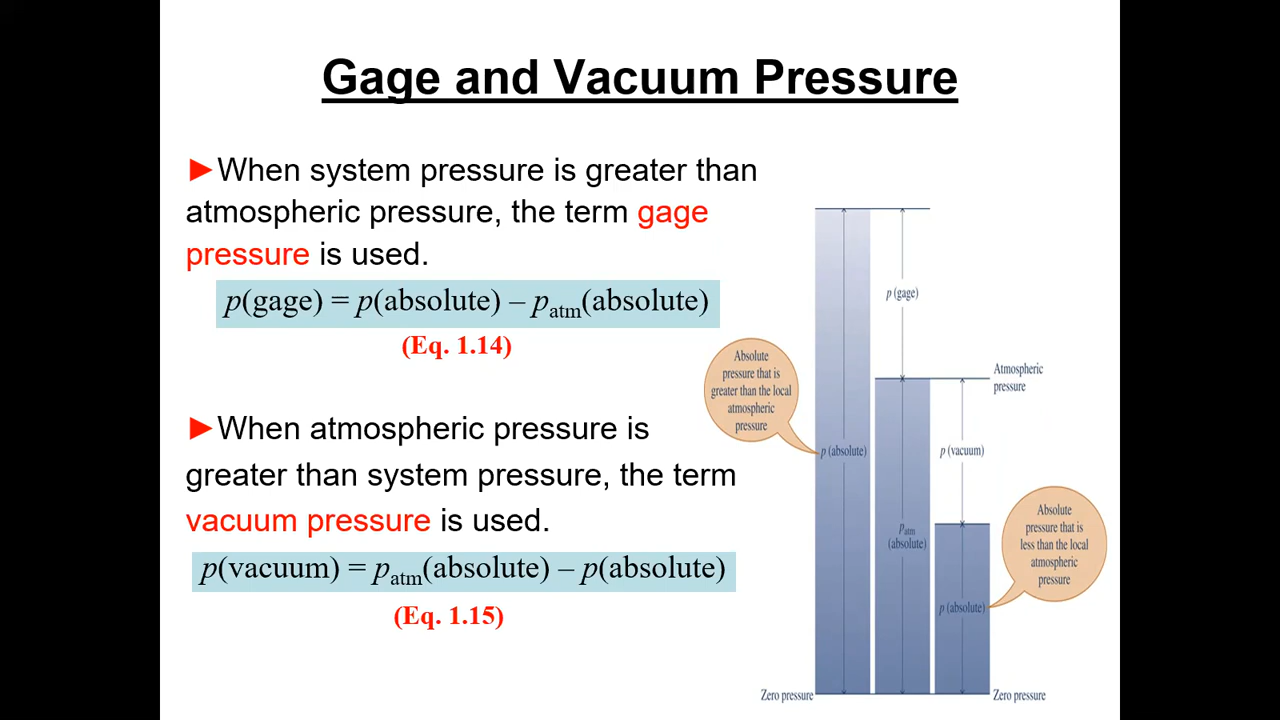 Gage and Vacuum Pressure
►When system pressure is greater than
atmospheric pressure, the term gage
pressure is used.
p(gage) = p(absolute) – patm(absolute)
(Eq. 1.14)
►When atmospheric pressure is
greater than system pressure, the term
vacuum pressure is used.
p(vacuum) = patm(absolute) – p(absolute)
(Eq. 1.15)
p (gage)
Atmospheric
pressure
Absolute
pressure that is
greater than the local
atmospheric
pressure
p (absolute)
p (vacuum)
patm
(absolute)
Absolute
pressure that is
less than the local
atmospheric
pressure
p (absolute)
Zero pressure
Zero pressure